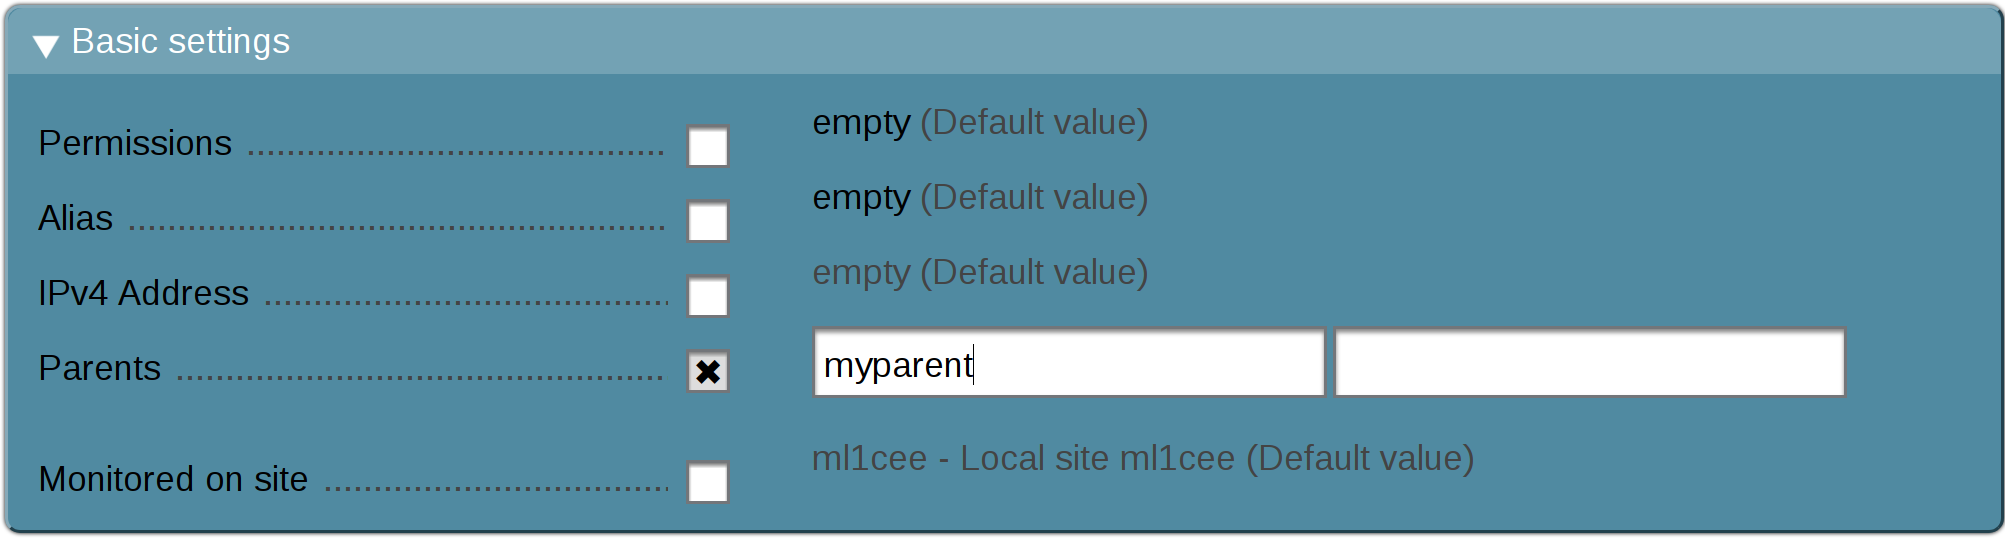 Basic settings
Permissions empty (Default value)
Alias empty (Default value)
IPv4 Address empty (Default value)
Parents myparent
Monitored on site ml1cee - Local site ml1cee (Default value)